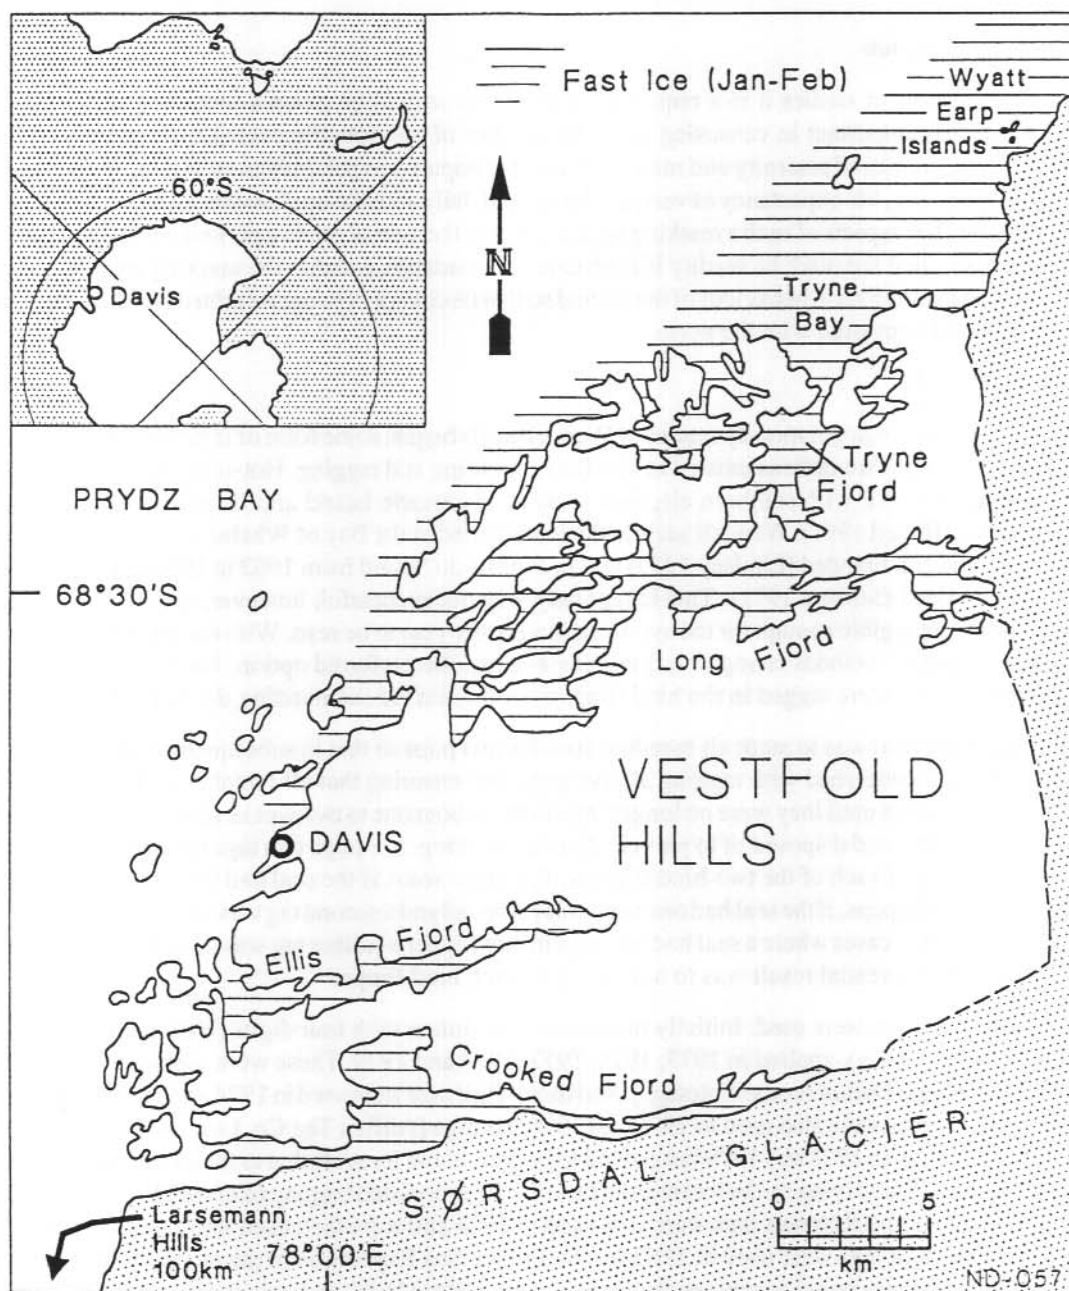 Fast Ice (Jan-Feb)
Wyatt
Earp
Islands
60°S
Davis
N
Tryne
Bay
Tryne
Fjord
PRYDZ BAY
68°30'S
Long Fjord
VESTFOLD
HILLS
DAVIS
Ellis Fjord
Crooked Fjord
SØRSDAL GLACIER
Larsemann
Hills
100km
78°00'E
0 5
km
ND-057